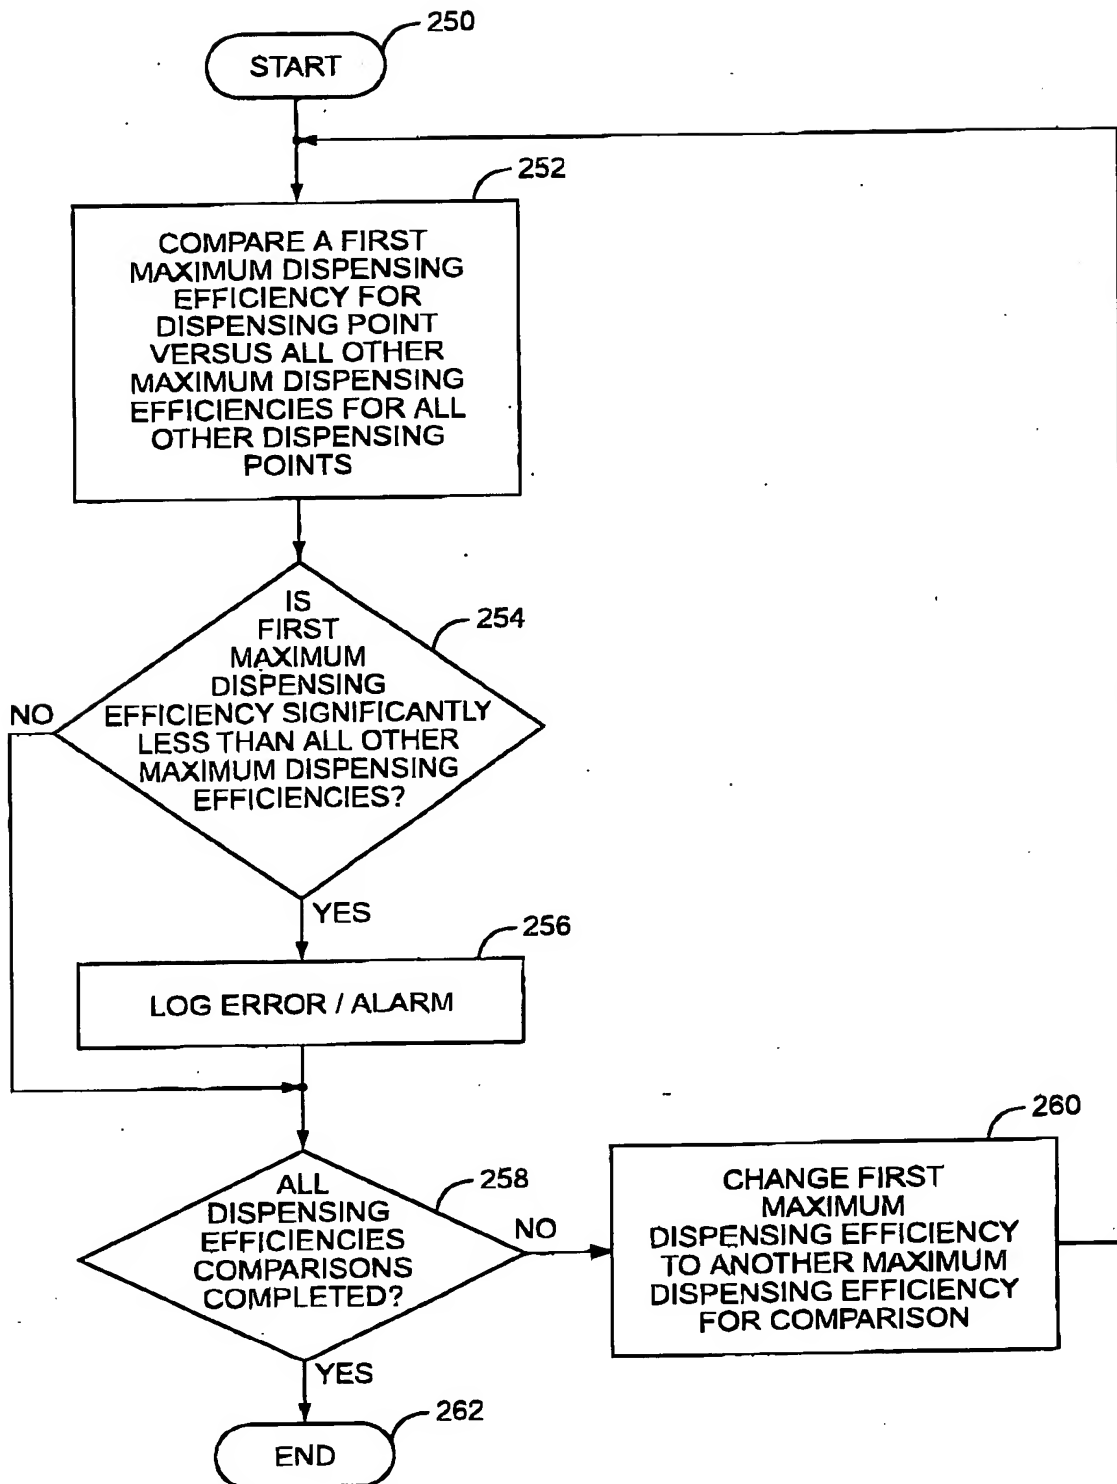 250
START
252
COMPARE A FIRST
MAXIMUM DISPENSING
EFFICIENCY FOR
DISPENSING POINT
VERSUS ALL OTHER
MAXIMUM DISPENSING
EFFICIENCIES FOR ALL
OTHER DISPENSING
POINTS
254
IS
FIRST
MAXIMUM
DISPENSING
EFFICIENCY SIGNIFICANTLY
LESS THAN ALL OTHER
MAXIMUM DISPENSING
EFFICIENCIES?
NO
YES
256
LOG ERROR / ALARM
258
ALL
DISPENSING
EFFICIENCIES
COMPARISONS
COMPLETED?
NO
260
CHANGE FIRST
MAXIMUM
DISPENSING EFFICIENCY
TO ANOTHER MAXIMUM
DISPENSING EFFICIENCY
FOR COMPARISON
YES
262
END